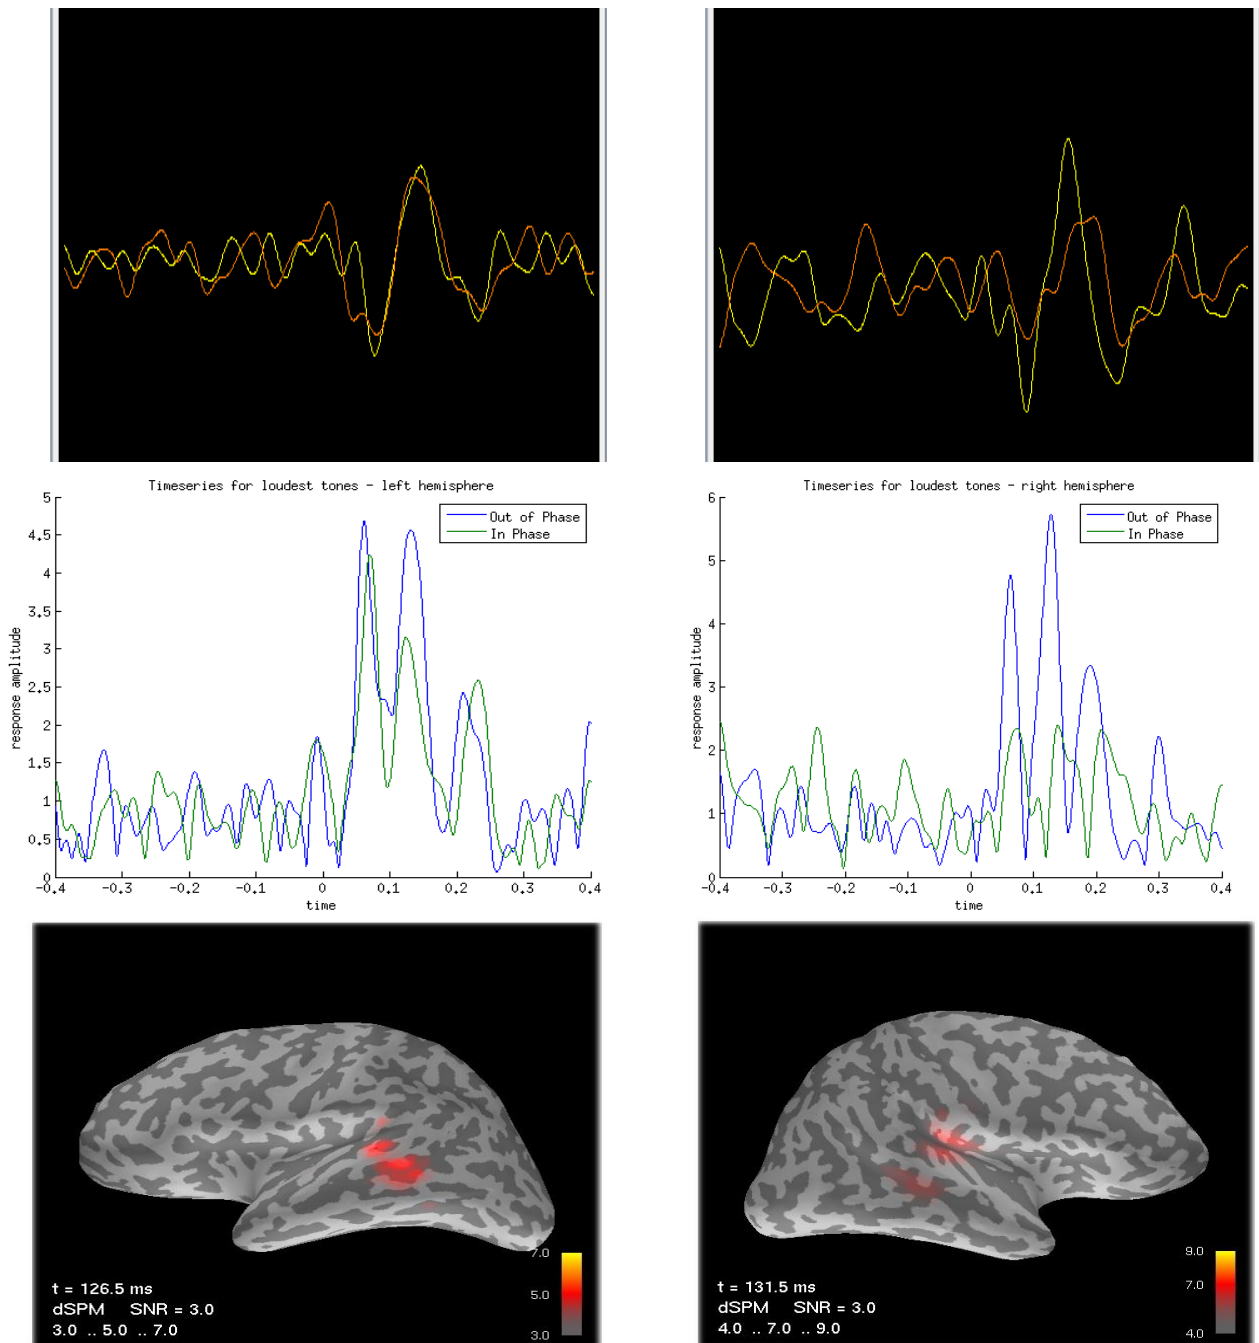 Timeseries for loudest tones - left hemisphere
Out of Phase
In Phase
5
4.5
4
3.5
3
2.5
2
1.5
1
0.5
0
response amplitude
-0.4 -0.3 -0.2 -0.1 0 0.1 0.2 0.3 0.4
time
Timeseries for loudest tones - right hemisphere
Out of Phase
In Phase
6
5
4
3
2
1
0
response amplitude
-0.4 -0.3 -0.2 -0.1 0 0.1 0.2 0.3 0.4
time
t = 126.5 ms
dSPM SNR = 3.0
3.0 .. 5.0 .. 7.0
7.0
5.0
3.0
t = 131.5 ms
dSPM SNR = 3.0
4.0 .. 7.0 .. 9.0
9.0
7.0
4.0